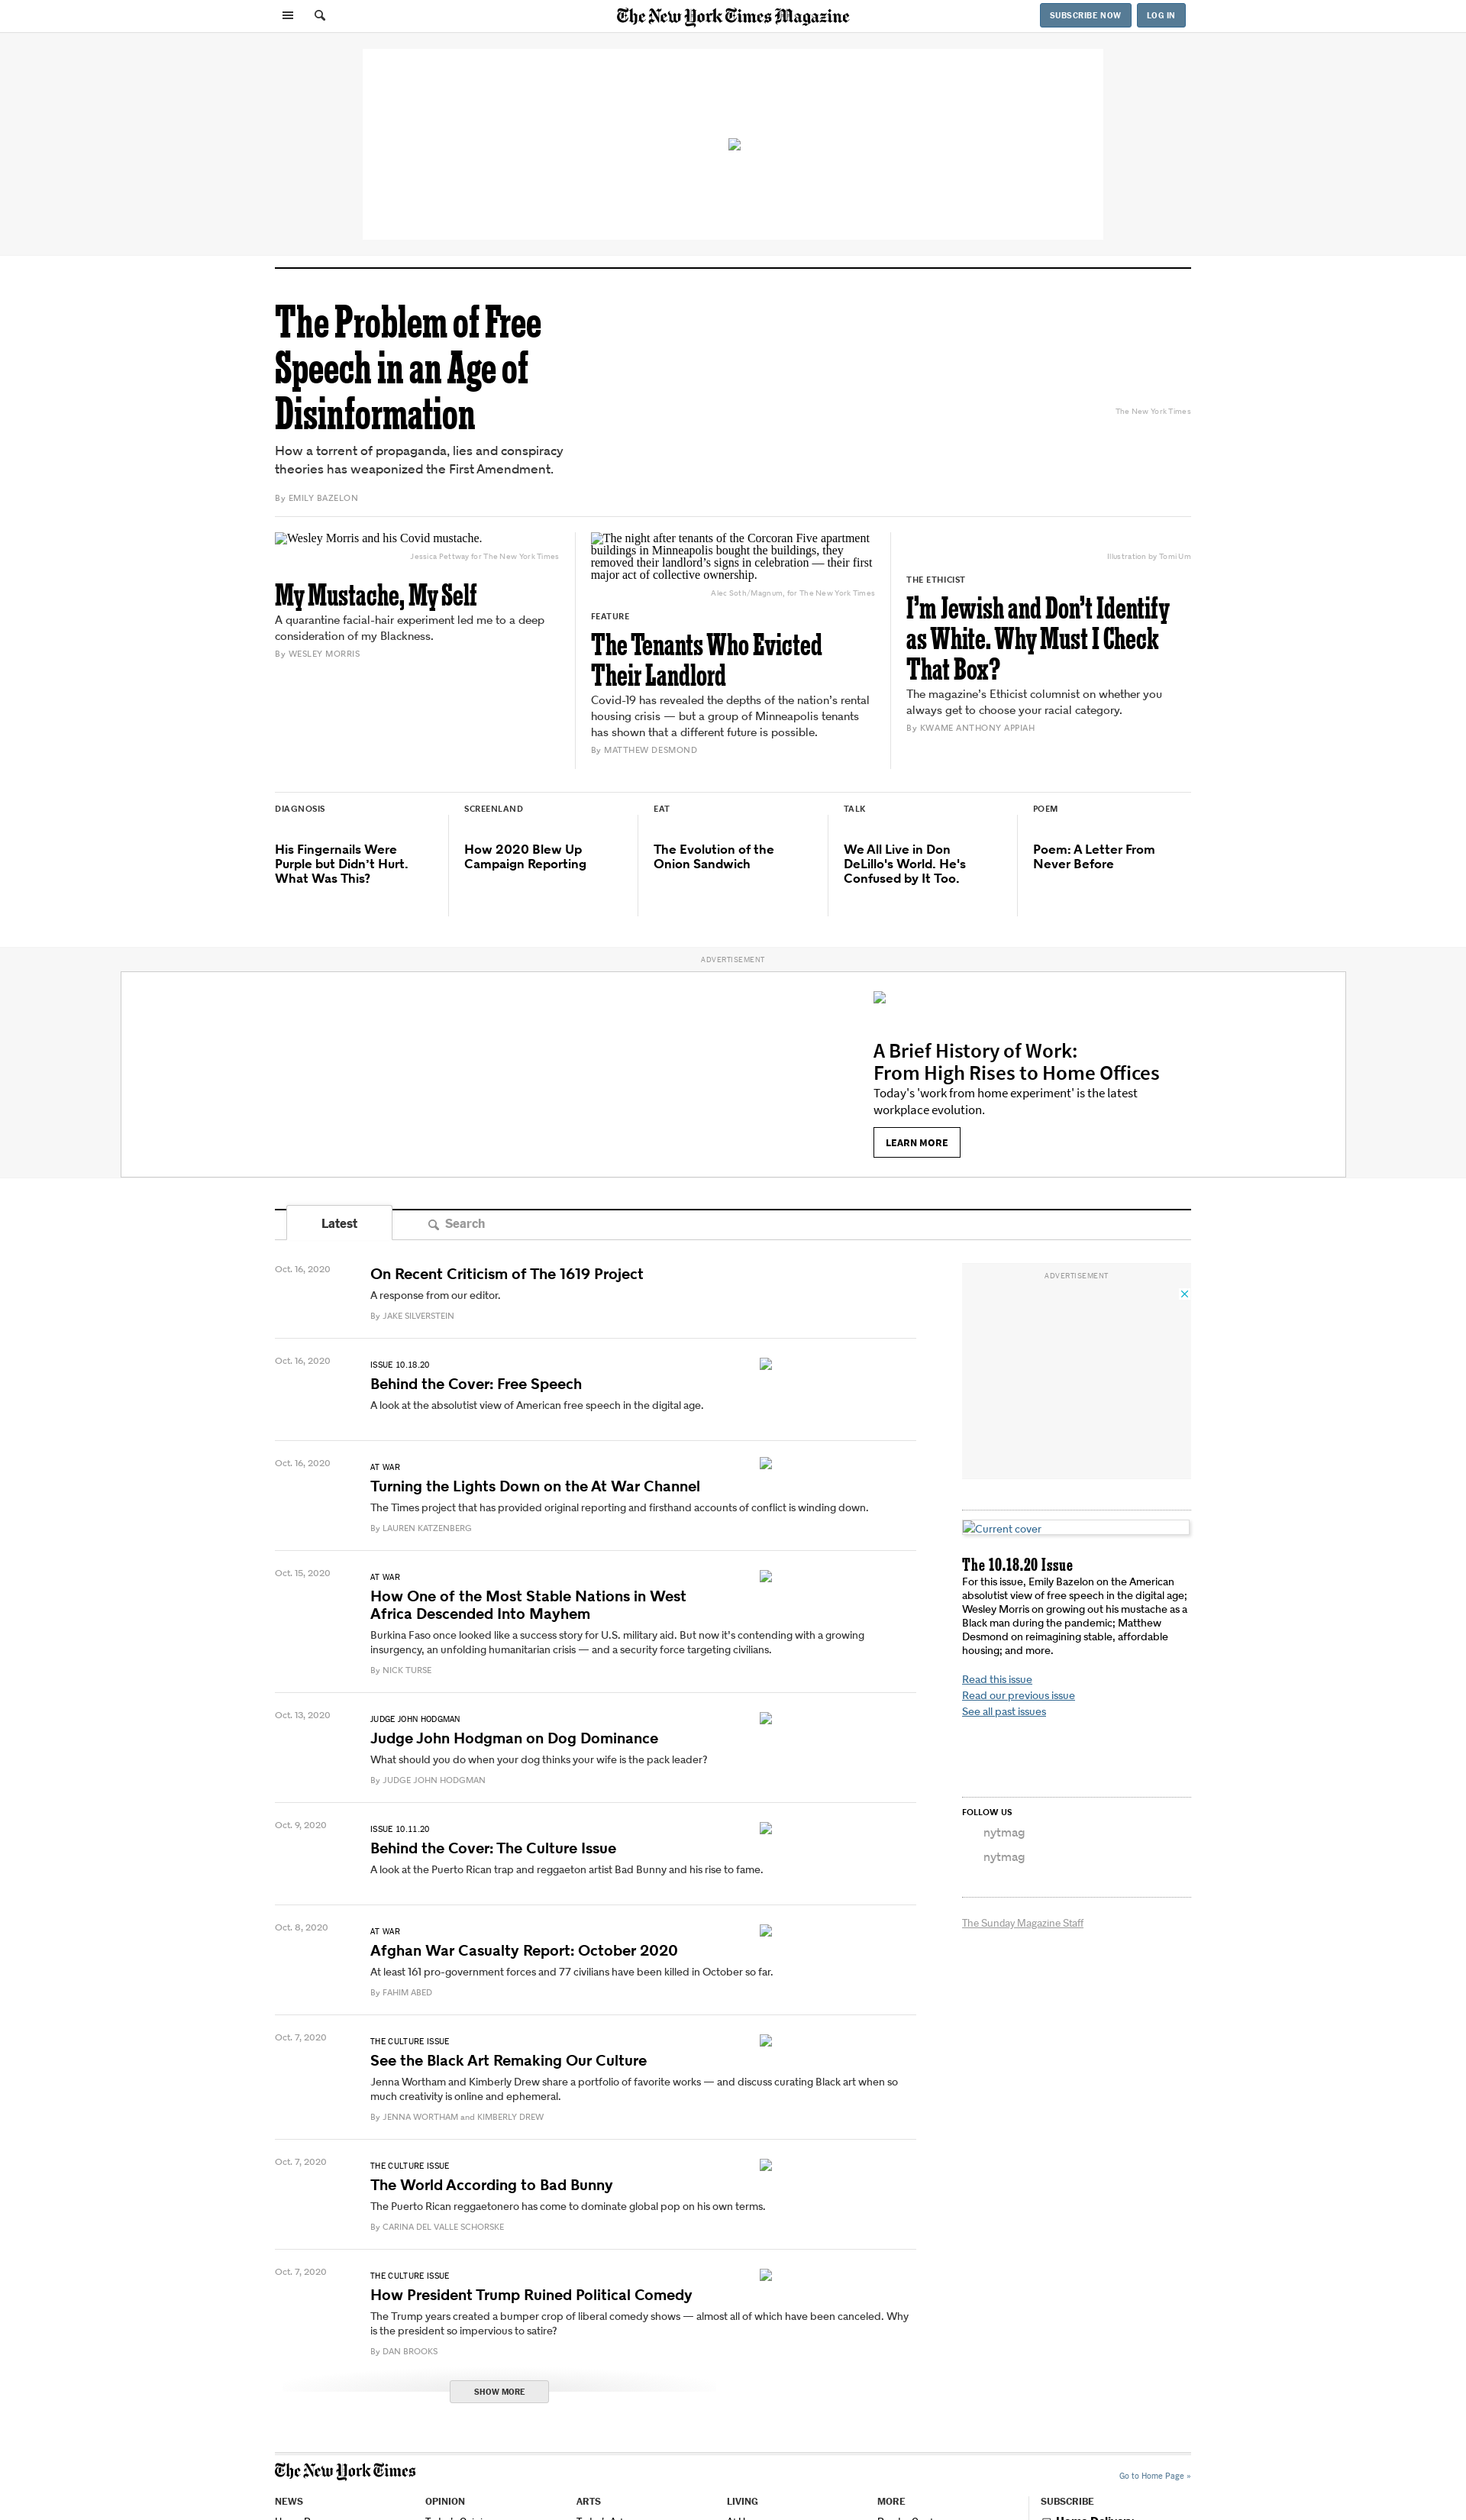 The New York Times Magazine
SUBSCRIBE NOW
LOG IN
The Problem of Free
Speech in an Age of
Disinformation
How a torrent of propaganda, lies and conspiracy
theories has weaponized the First Amendment.
By EMILY BAZELON
The New York Times
Wesley Morris and his Covid mustache.
Jessica Pettway for The New York Times
My Mustache, My Self
A quarantine facial-hair experiment led me to a deep
consideration of my Blackness.
By WESLEY MORRIS
The night after tenants of the Corcoran Five apartment
buildings in Minneapolis bought the buildings, they
removed their landlord’s signs in celebration — their first
major act of collective ownership.
Alec Soth/Magnum, for The New York Times
FEATURE
The Tenants Who Evicted
Their Landlord
Covid-19 has revealed the depths of the nation’s rental
housing crisis — but a group of Minneapolis tenants
has shown that a different future is possible.
By MATTHEW DESMOND
Illustration by Tomi Um
THE ETHICIST
I’m Jewish and Don’t Identify
as White. Why Must I Check
That Box?
The magazine’s Ethicist columnist on whether you
always get to choose your racial category.
By KWAME ANTHONY APPIAH
DIAGNOSIS
His Fingernails Were
Purple but Didn’t Hurt.
What Was This?
SCREENLAND
How 2020 Blew Up
Campaign Reporting
EAT
The Evolution of the
Onion Sandwich
TALK
We All Live in Don
DeLillo's World. He's
Confused by It Too.
POEM
Poem: A Letter From
Never Before
ADVERTISEMENT
A Brief History of Work:
From High Rises to Home Offices
Today's 'work from home experiment' is the latest
workplace evolution.
LEARN MORE
Latest
Search
Oct. 16, 2020
On Recent Criticism of The 1619 Project
A response from our editor.
By JAKE SILVERSTEIN
Oct. 16, 2020
ISSUE 10.18.20
Behind the Cover: Free Speech
A look at the absolutist view of American free speech in the digital age.
Oct. 16, 2020
AT WAR
Turning the Lights Down on the At War Channel
The Times project that has provided original reporting and firsthand accounts of conflict is winding down.
By LAUREN KATZENBERG
Oct. 15, 2020
AT WAR
How One of the Most Stable Nations in West
Africa Descended Into Mayhem
Burkina Faso once looked like a success story for U.S. military aid. But now it’s contending with a growing
insurgency, an unfolding humanitarian crisis — and a security force targeting civilians.
By NICK TURSE
Oct. 13, 2020
JUDGE JOHN HODGMAN
Judge John Hodgman on Dog Dominance
What should you do when your dog thinks your wife is the pack leader?
By JUDGE JOHN HODGMAN
Oct. 9, 2020
ISSUE 10.11.20
Behind the Cover: The Culture Issue
A look at the Puerto Rican trap and reggaeton artist Bad Bunny and his rise to fame.
Oct. 8, 2020
AT WAR
Afghan War Casualty Report: October 2020
At least 161 pro-government forces and 77 civilians have been killed in October so far.
By FAHIM ABED
Oct. 7, 2020
THE CULTURE ISSUE
See the Black Art Remaking Our Culture
Jenna Wortham and Kimberly Drew share a portfolio of favorite works — and discuss curating Black art when so
much creativity is online and ephemeral.
By JENNA WORTHAM and KIMBERLY DREW
Oct. 7, 2020
THE CULTURE ISSUE
The World According to Bad Bunny
The Puerto Rican reggaetonero has come to dominate global pop on his own terms.
By CARINA DEL VALLE SCHORSKE
Oct. 7, 2020
THE CULTURE ISSUE
How President Trump Ruined Political Comedy
The Trump years created a bumper crop of liberal comedy shows — almost all of which have been canceled. Why
is the president so impervious to satire?
By DAN BROOKS
SHOW MORE
ADVERTISEMENT
Current cover
The 10.18.20 Issue
For this issue, Emily Bazelon on the American
absolutist view of free speech in the digital age;
Wesley Morris on growing out his mustache as a
Black man during the pandemic; Matthew
Desmond on reimagining stable, affordable
housing; and more.
Read this issue
Read our previous issue
See all past issues
FOLLOW US
nytmag
nytmag
The Sunday Magazine Staff
The New York Times
Go to Home Page »
NEWS
OPINION
ARTS
LIVING
MORE
SUBSCRIBE